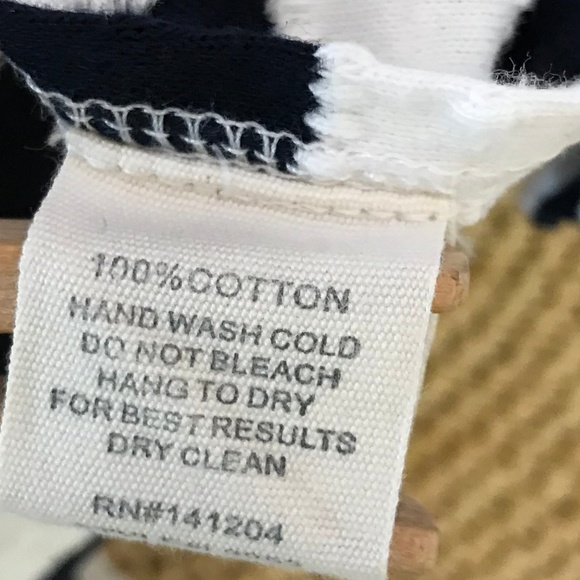 100% COTTON
HAND WASH COLD
DO NOT BLEACH
HANG TO DRY
FOR BEST RESULTS
DRY CLEAN
RN#141204